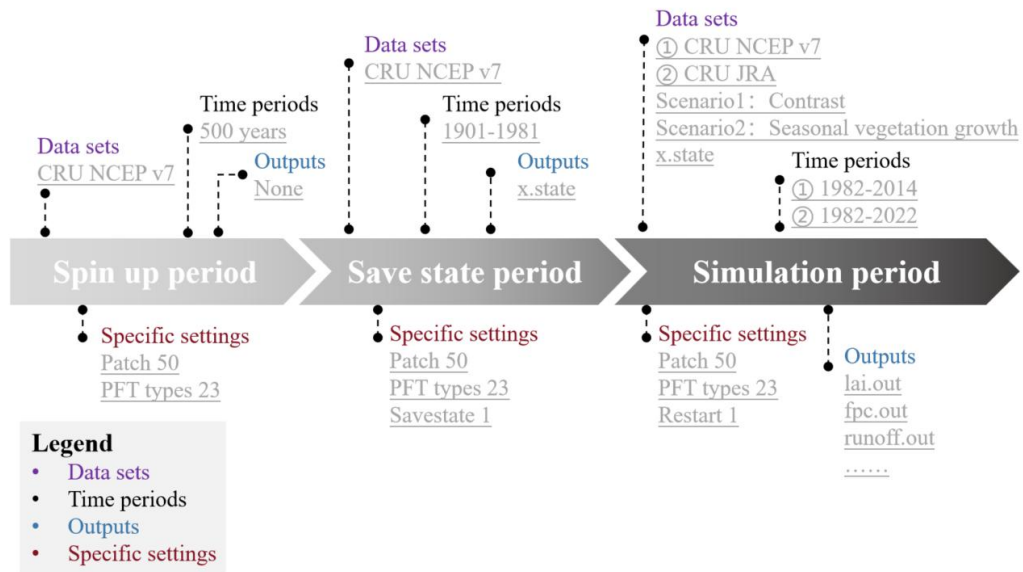 Data sets
CRU NCEP v7
Time periods
500 years
Outputs
None
Spin up period
Specific settings
Patch 50
PFT types 23
Data sets
CRU NCEP v7
Time periods
1901-1981
Outputs
x.state
Save state period
Specific settings
Patch 50
PFT types 23
Savestate 1
Data sets
① CRU NCEP v7
② CRU JRA
Scenario1：Contrast
Scenario2：Seasonal vegetation growth
x.state
Time periods
① 1982-2014
② 1982-2022
Simulation period
Specific settings
Patch 50
PFT types 23
Restart 1
Outputs
lai.out
fpc.out
runoff.out
……
Legend
• Data sets
• Time periods
• Outputs
• Specific settings